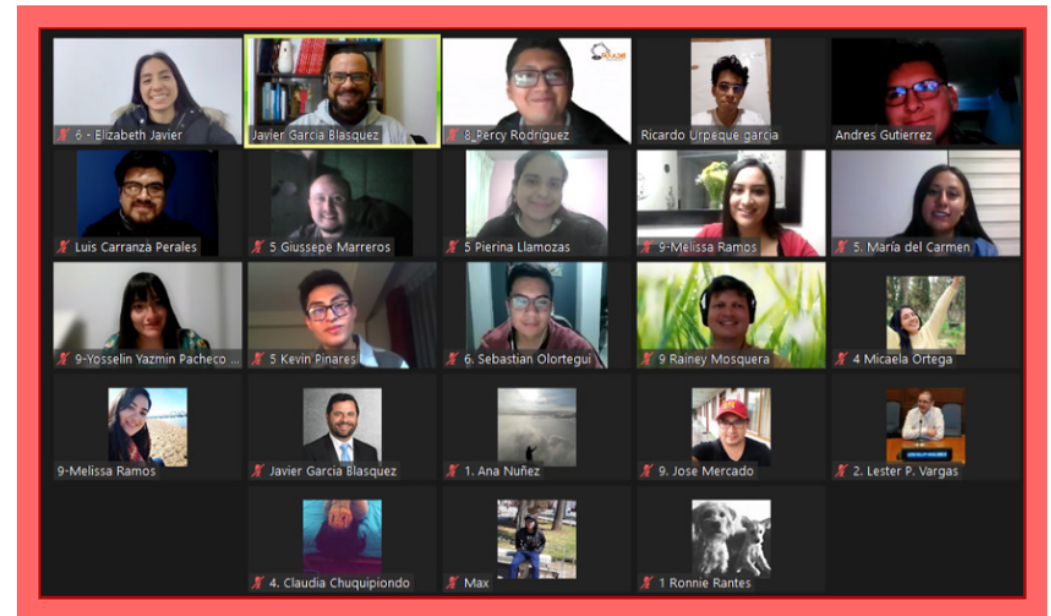 6 - Elizabeth Javier
Javier Garcia Blasquez
8_Percy Rodríguez
Ricardo Urpeque garcia
Andres Gutierrez
Luis Carranza Perales
5 Giussepe Marreros
5 Pierina Llamozas
9-Melissa Ramos
5. María del Carmen
9-Yosselin Yazmin Pacheco ...
5 Kevin Pinares
6. Sebastian Olortegui
9 Rainey Mosquera
4 Micaela Ortega
9-Melissa Ramos
Javier Garcia Blasquez
1. Ana Nuñez
9. Jose Mercado
2. Lester P. Vargas
4. Claudia Chuquipiondo
Max
1 Ronnie Rantes